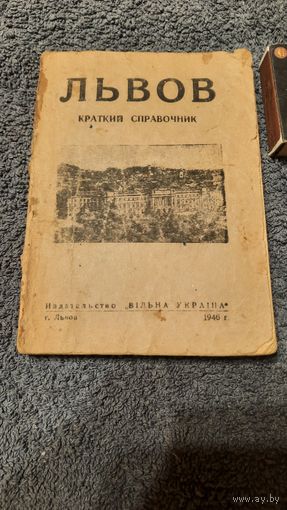 ЛЬВОВ
КРАТКИЙ СПРАВОЧНИК
Издательство „ВІЛЬНА УКРАЇНА"
г. Львов 1946 г.
www.ay.by